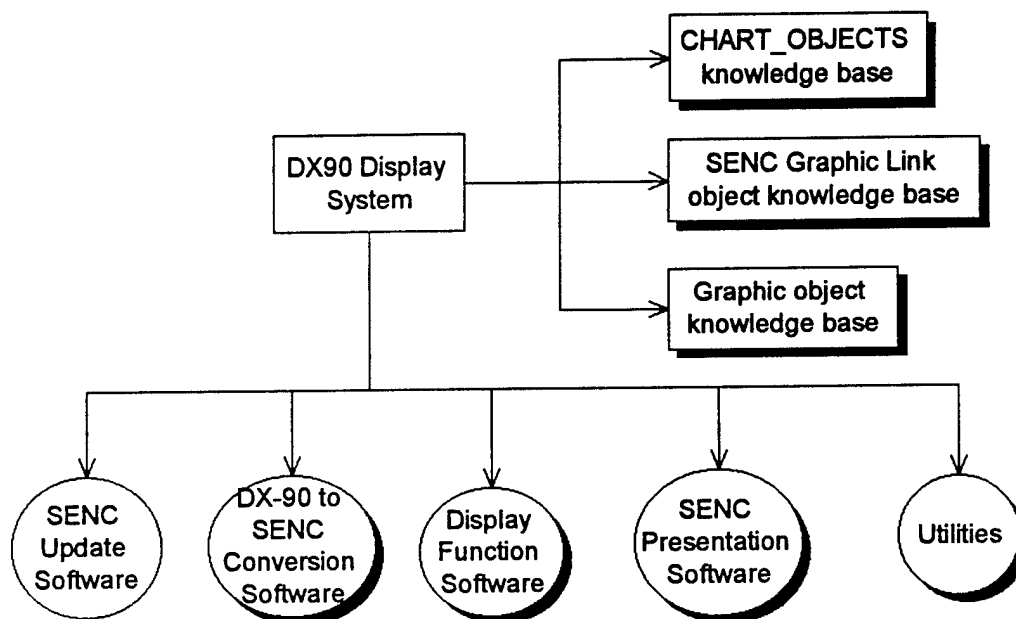 CHART_OBJECTS
knowledge base
DX90 Display
System
SENC Graphic Link
object knowledge base
Graphic object
knowledge base
SENC
Update
Software
DX-90 to
SENC
Conversion
Software
Display
Function
Software
SENC
Presentation
Software
Utilities